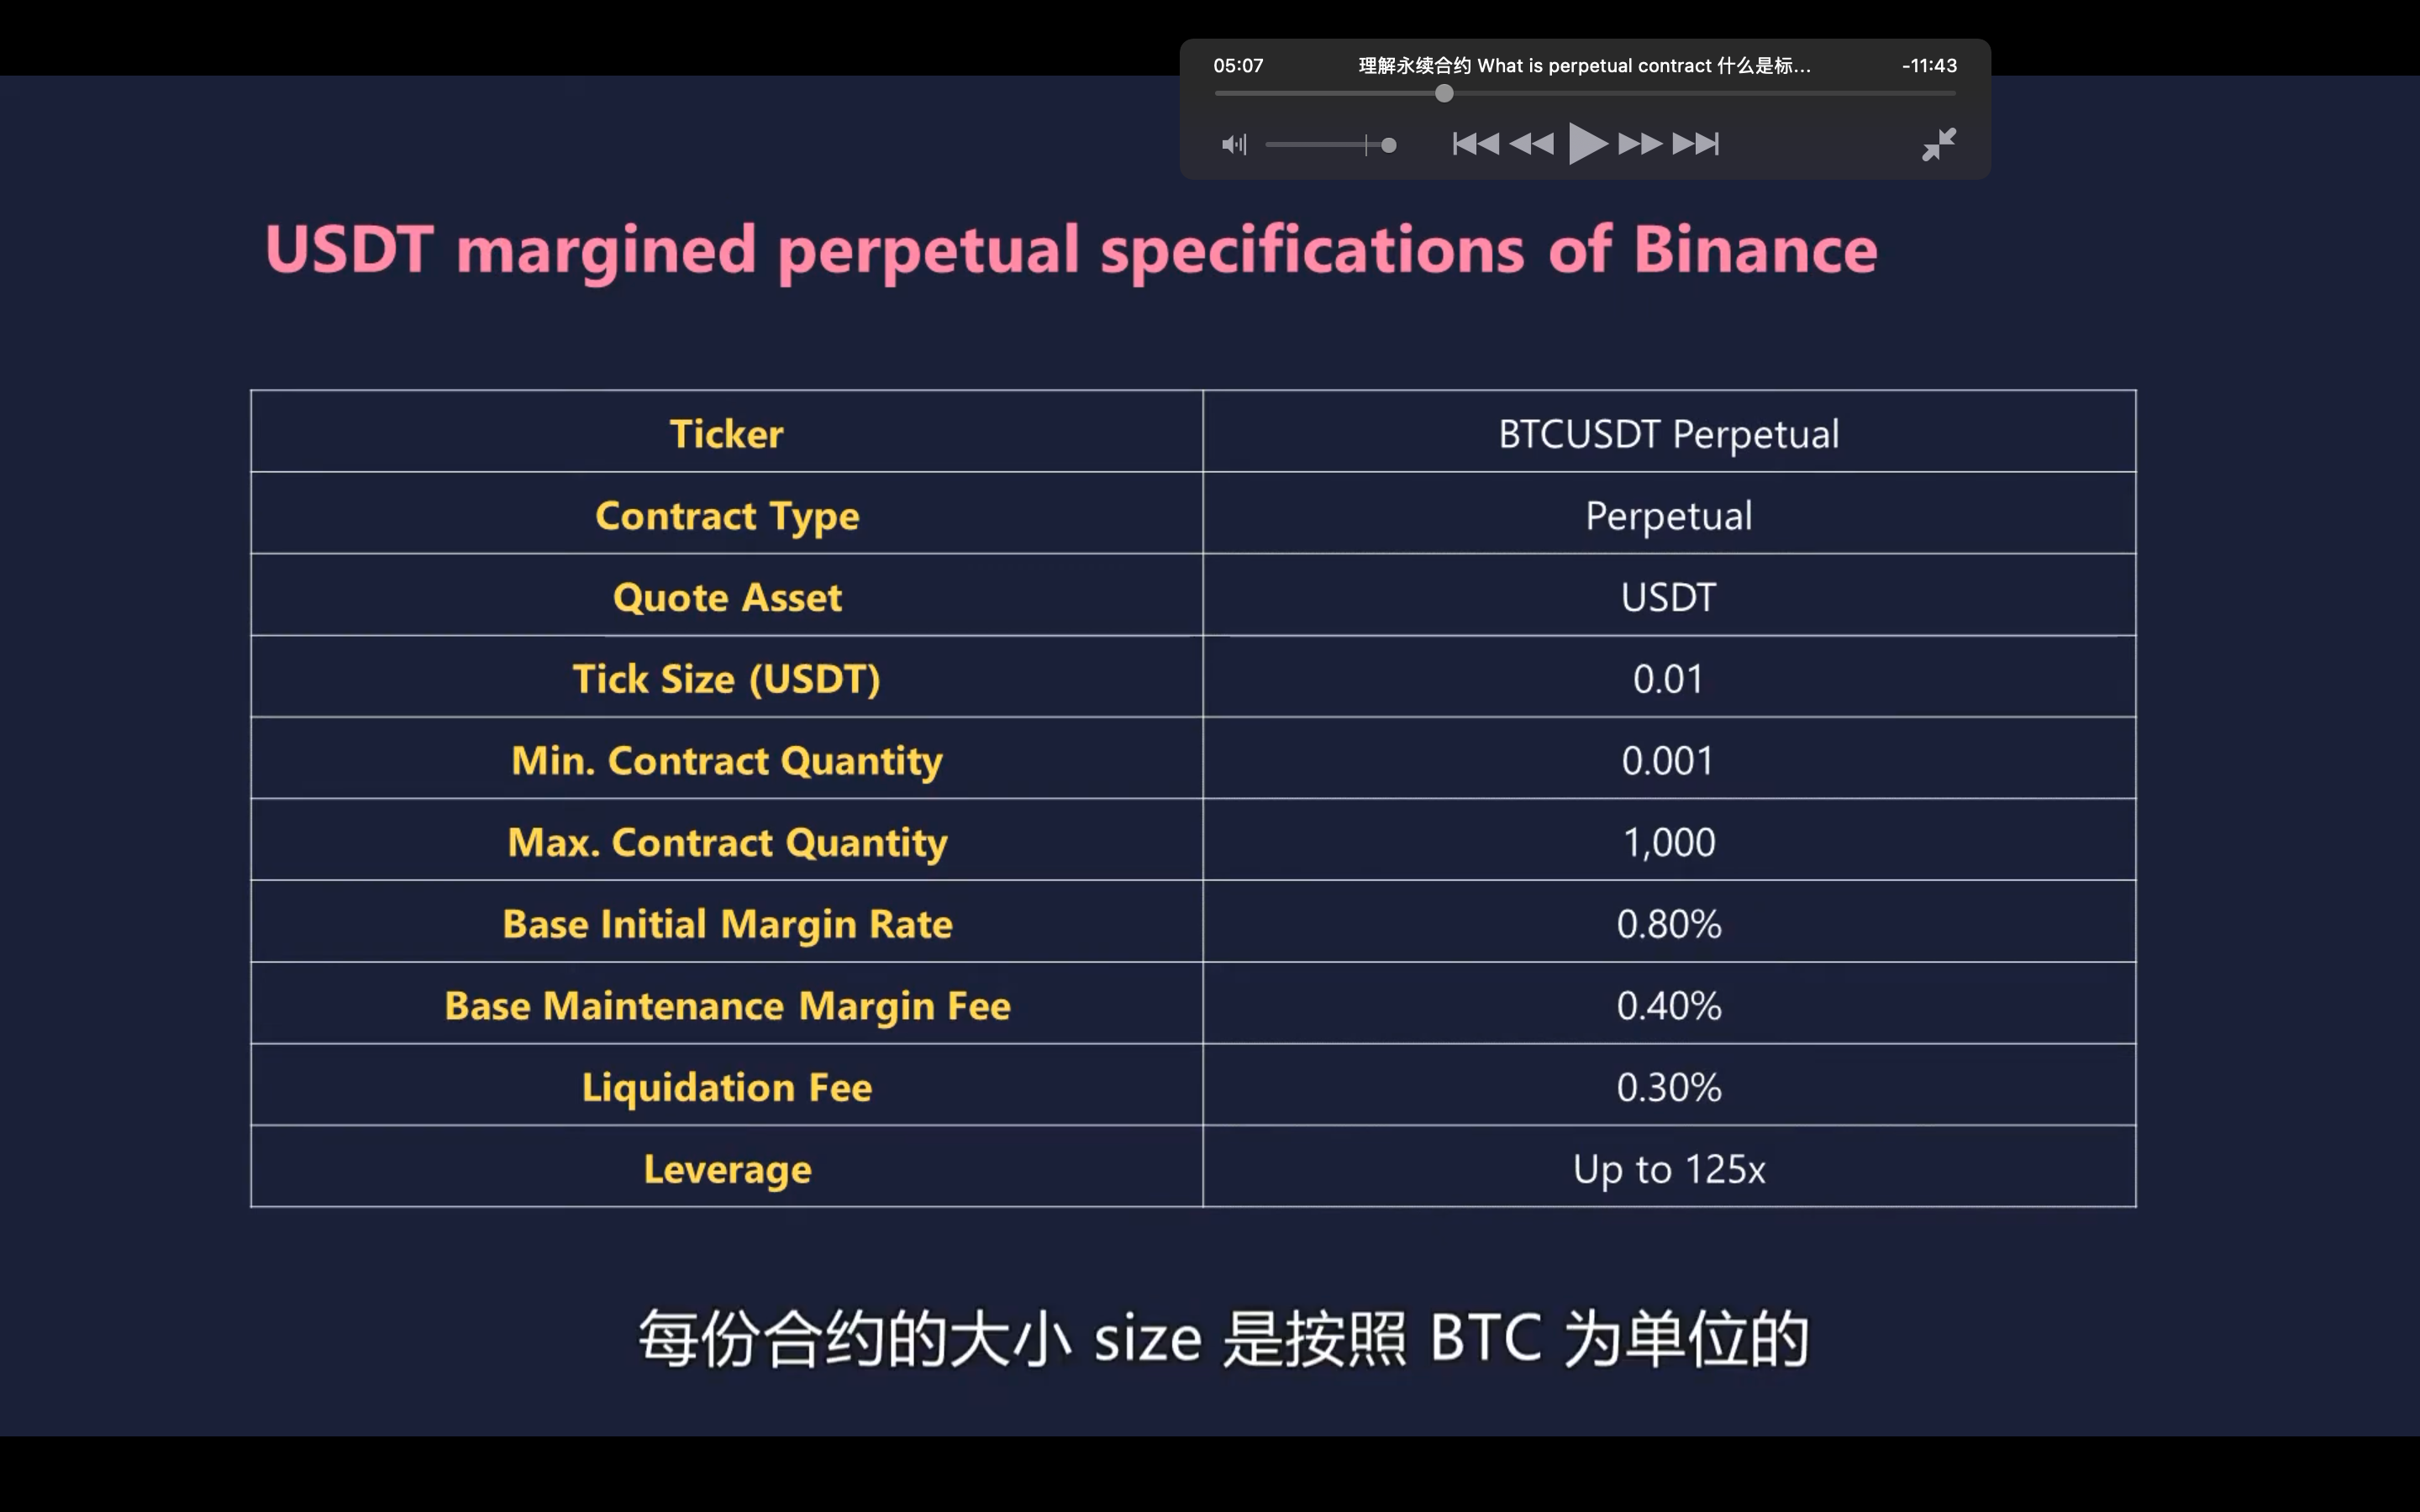 05:07 理解永续合约 What is perpetual contract 什么是标... -11:43
USDT margined perpetual specifications of Binance
Ticker BTCUSDT Perpetual
Contract Type Perpetual
Quote Asset USDT
Tick Size (USDT) 0.01
Min. Contract Quantity 0.001
Max. Contract Quantity 1,000
Base Initial Margin Rate 0.80%
Base Maintenance Margin Fee 0.40%
Liquidation Fee 0.30%
Leverage Up to 125x
每份合约的大小 size 是按照 BTC 为单位的